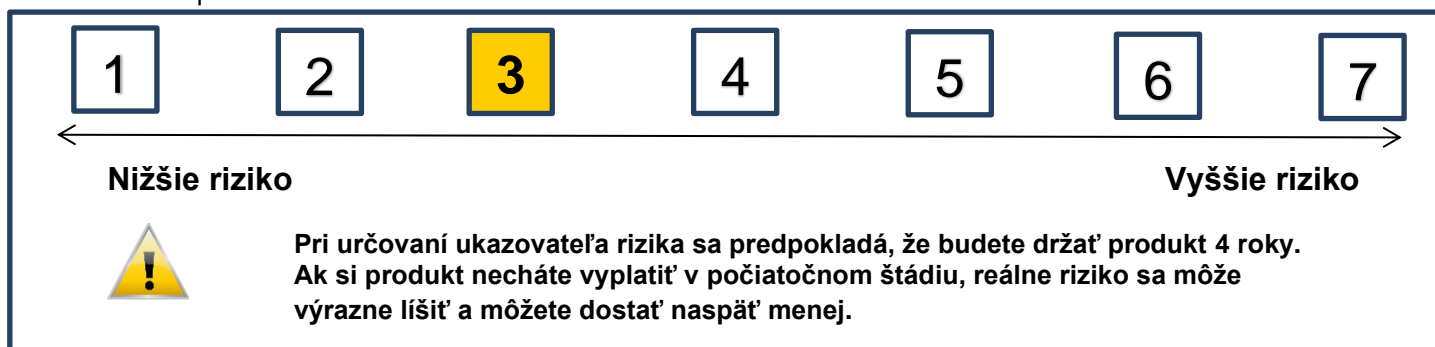 1 2 3 4 5 6 7
Nižšie riziko Vyššie riziko
Pri určovaní ukazovateľa rizika sa predpokladá, že budete držať produkt 4 roky.
Ak si produkt necháte vyplatiť v počiatočnom štádiu, reálne riziko sa môže
výrazne líšiť a môžete dostať naspäť menej.